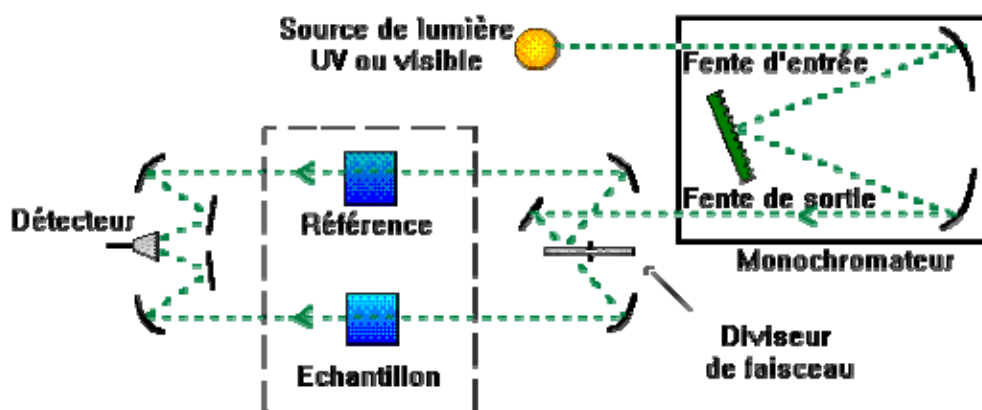 Source de lumière
UV ou visible
Fente d'entrée
Fente de sortie
Monochromateur
Détecteur
Référence
Echantillon
Diviseur
de faisceau